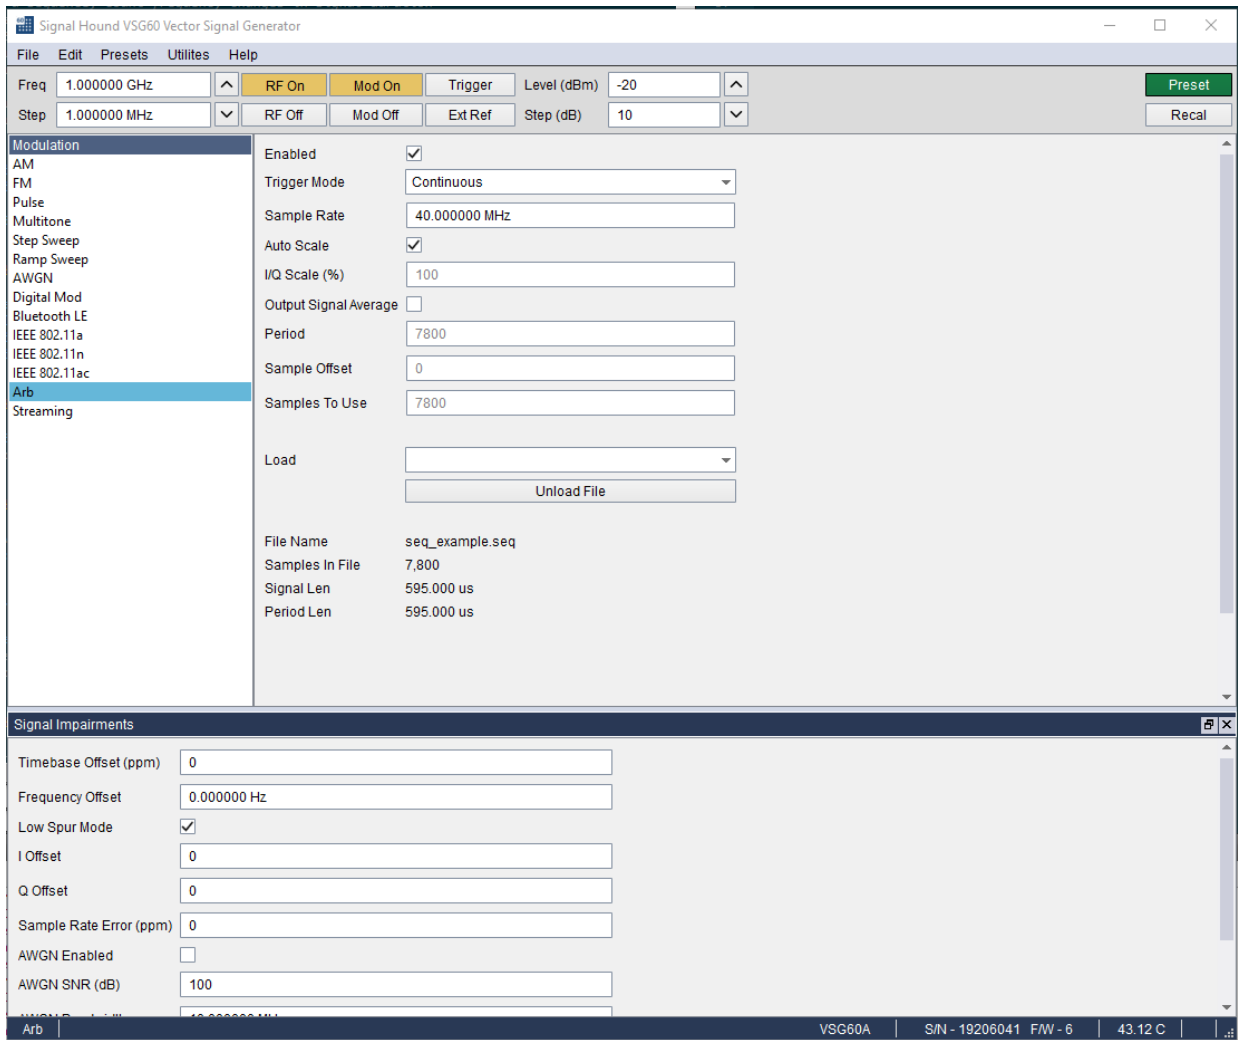 Signal Hound VSG60 Vector Signal Generator
File Edit Presets Utilites Help
Freq 1.000000 GHz RF On Mod On Trigger Level (dBm) -20 Preset
Step 1.000000 MHz RF Off Mod Off Ext Ref Step (dB) 10 Recal
Modulation
AM
FM
Pulse
Multitone
Step Sweep
Ramp Sweep
AWGN
Digital Mod
Bluetooth LE
IEEE 802.11a
IEEE 802.11n
IEEE 802.11ac
Arb
Streaming
Enabled
Trigger Mode Continuous
Sample Rate 40.000000 MHz
Auto Scale
I/Q Scale (%) 100
Output Signal Average
Period 7800
Sample Offset 0
Samples To Use 7800
Load
Unload File
File Name seq_example.seq
Samples In File 7,800
Signal Len 595.000 us
Period Len 595.000 us
Signal Impairments
Timebase Offset (ppm) 0
Frequency Offset 0.000000 Hz
Low Spur Mode
I Offset 0
Q Offset 0
Sample Rate Error (ppm) 0
AWGN Enabled
AWGN SNR (dB) 100
Arb VSG60A S/N - 19206041 F/W - 6 43.12 C